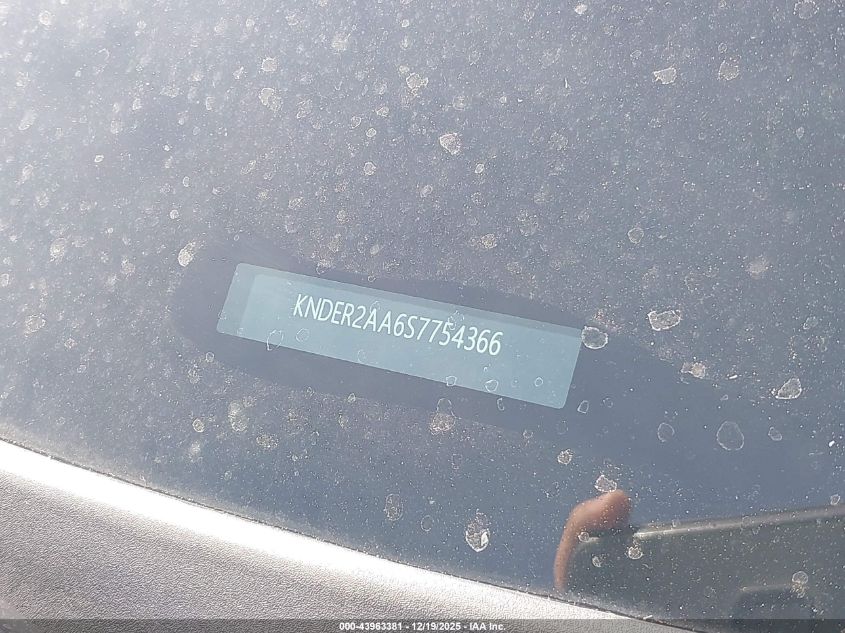 KNDER2AA6S7754366
000-43963381 - 12/19/2025 - IAA Inc.